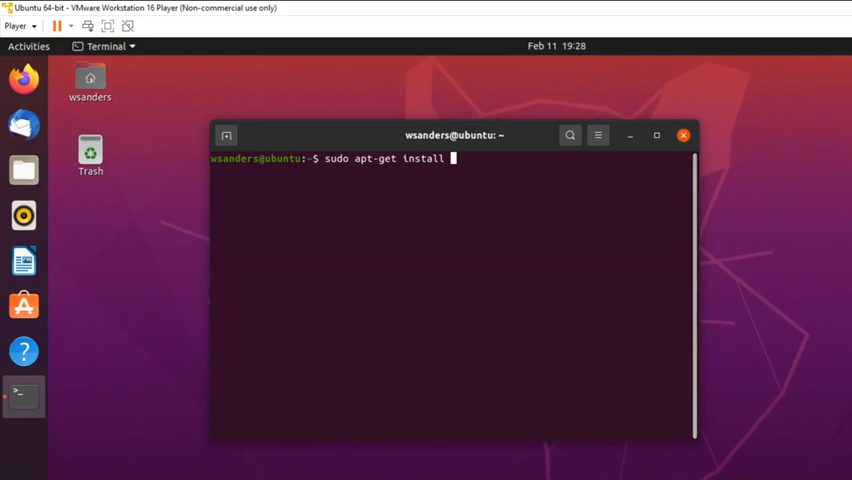 Ubuntu 64-bit - VMware Workstation 16 Player (Non-commercial use only)
Player
Activities
Terminal
Feb 11 19:28
wsanders
Trash
wsanders@ubuntu: ~
wsanders@ubuntu:~$ sudo apt-get install